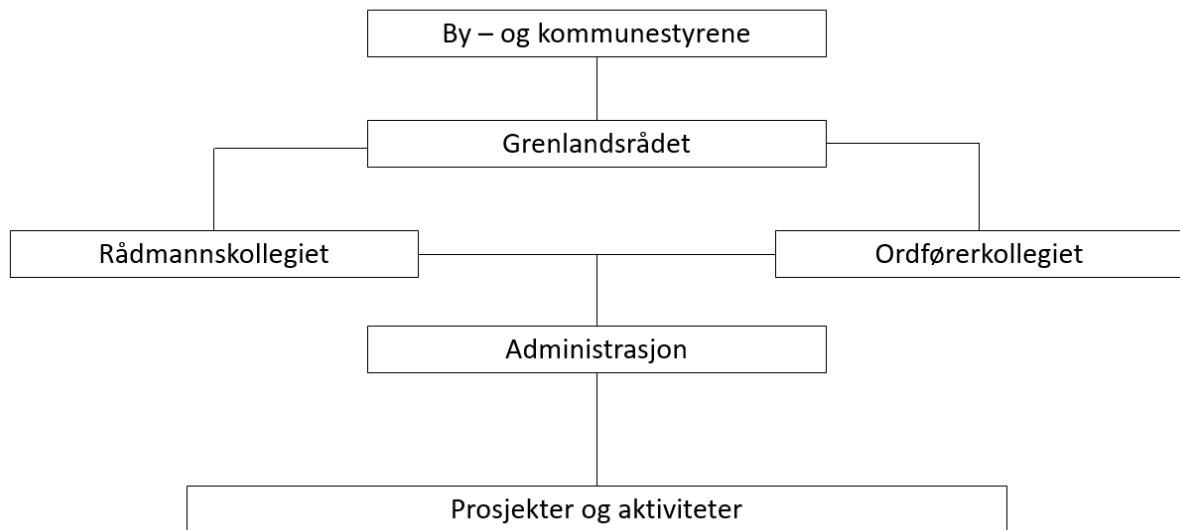 By – og kommunestyrene
Grenlandsrådet
Rådmannskollegiet
Ordførerkollegiet
Administrasjon
Prosjekter og aktiviteter